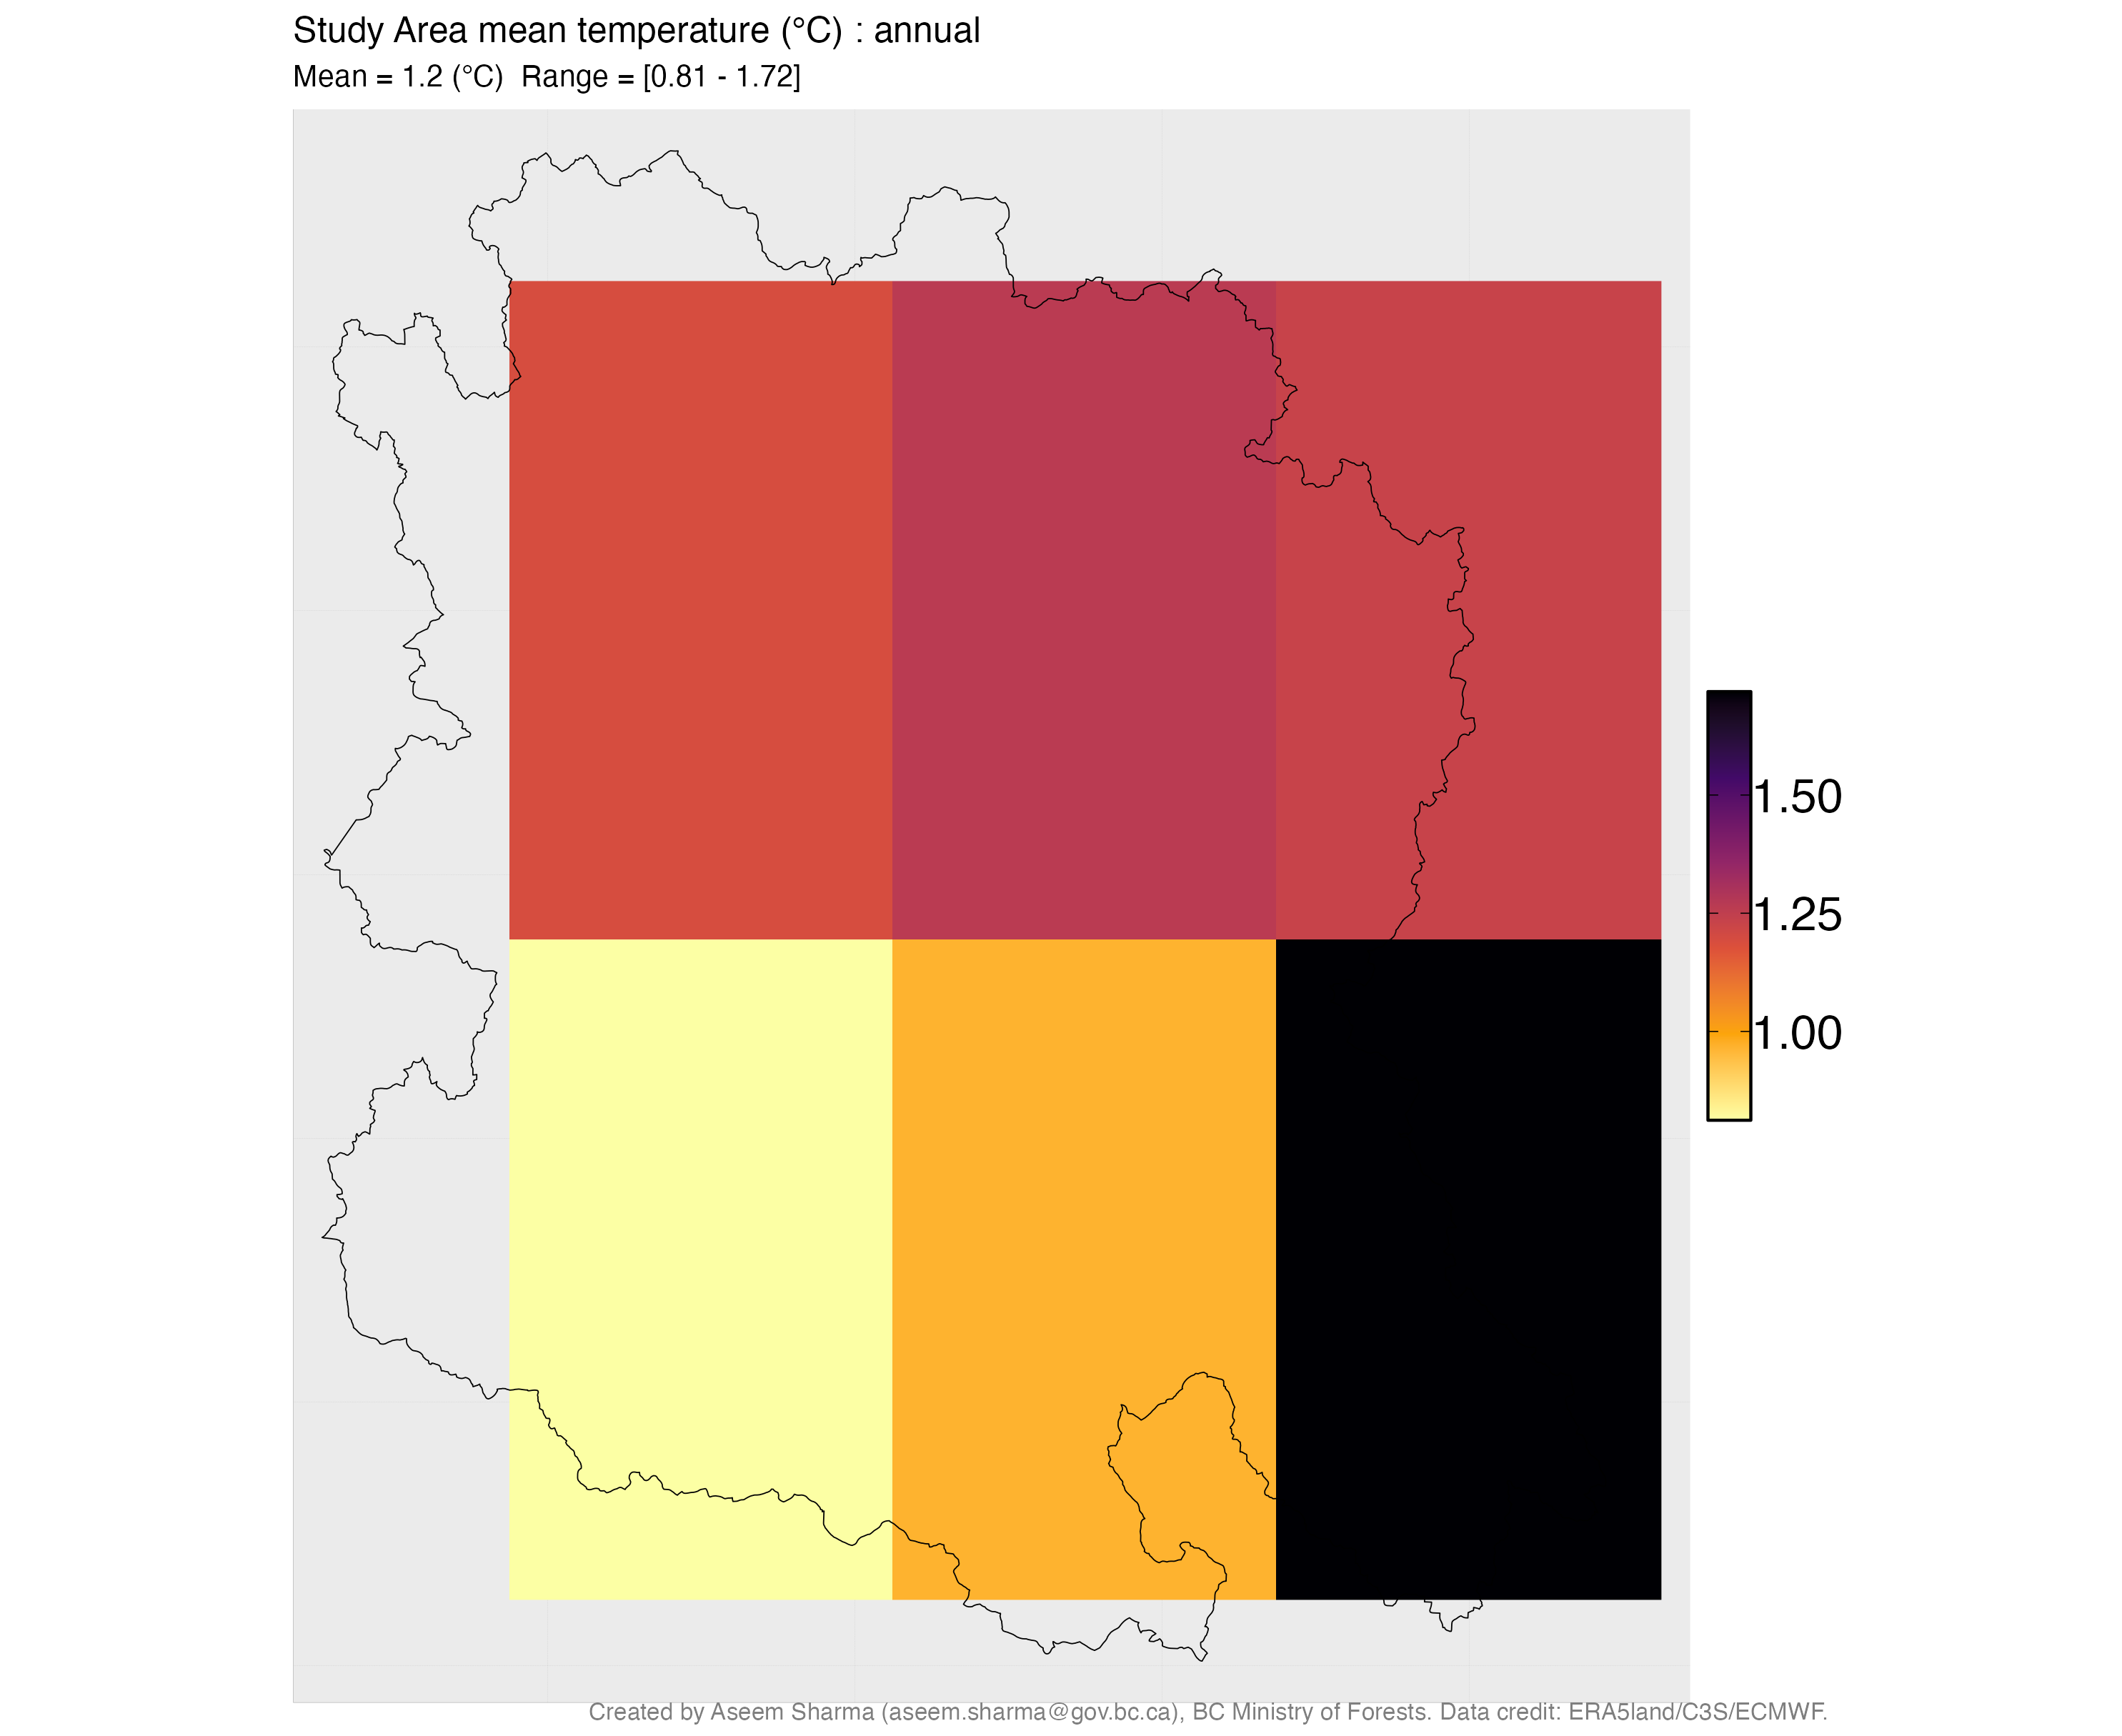 Study Area mean temperature (°C) : annual
Mean = 1.2 (°C)  Range = [0.81 - 1.72]
1.50
1.25
1.00
Created by Aseem Sharma (aseem.sharma@gov.bc.ca), BC Ministry of Forests. Data credit: ERA5land/C3S/ECMWF.